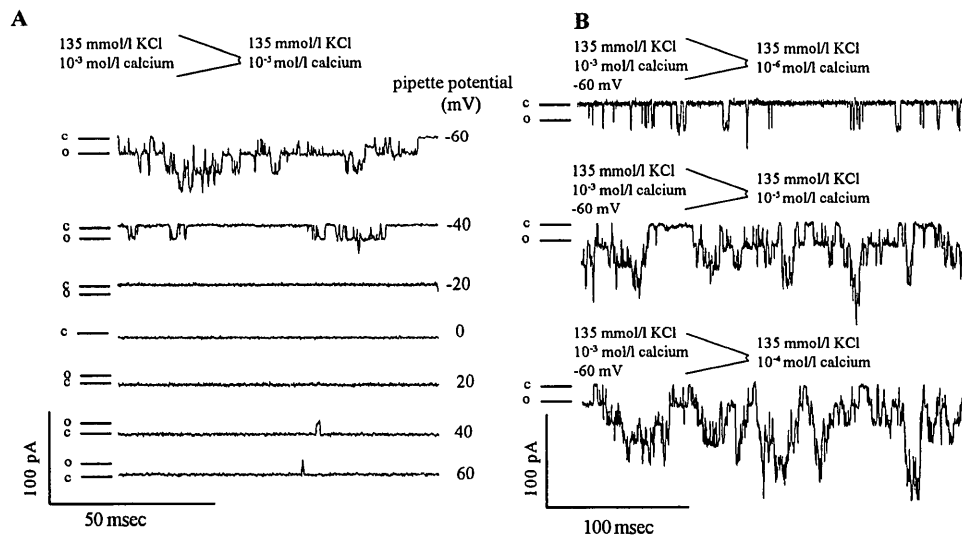 A
135 mmol/l KCl
10⁻³ mol/l calcium
135 mmol/l KCl
10⁻⁵ mol/l calcium
pipette potential
(mV)
c
o
-60
c
o
-40
c
o
-20
c
0
o
c
20
o
c
40
o
c
60
100 pA
50 msec
B
135 mmol/l KCl
10⁻³ mol/l calcium
-60 mV
135 mmol/l KCl
10⁻⁶ mol/l calcium
c
o
135 mmol/l KCl
10⁻³ mol/l calcium
-60 mV
135 mmol/l KCl
10⁻⁵ mol/l calcium
c
o
135 mmol/l KCl
10⁻³ mol/l calcium
-60 mV
135 mmol/l KCl
10⁻⁴ mol/l calcium
c
o
100 pA
100 msec